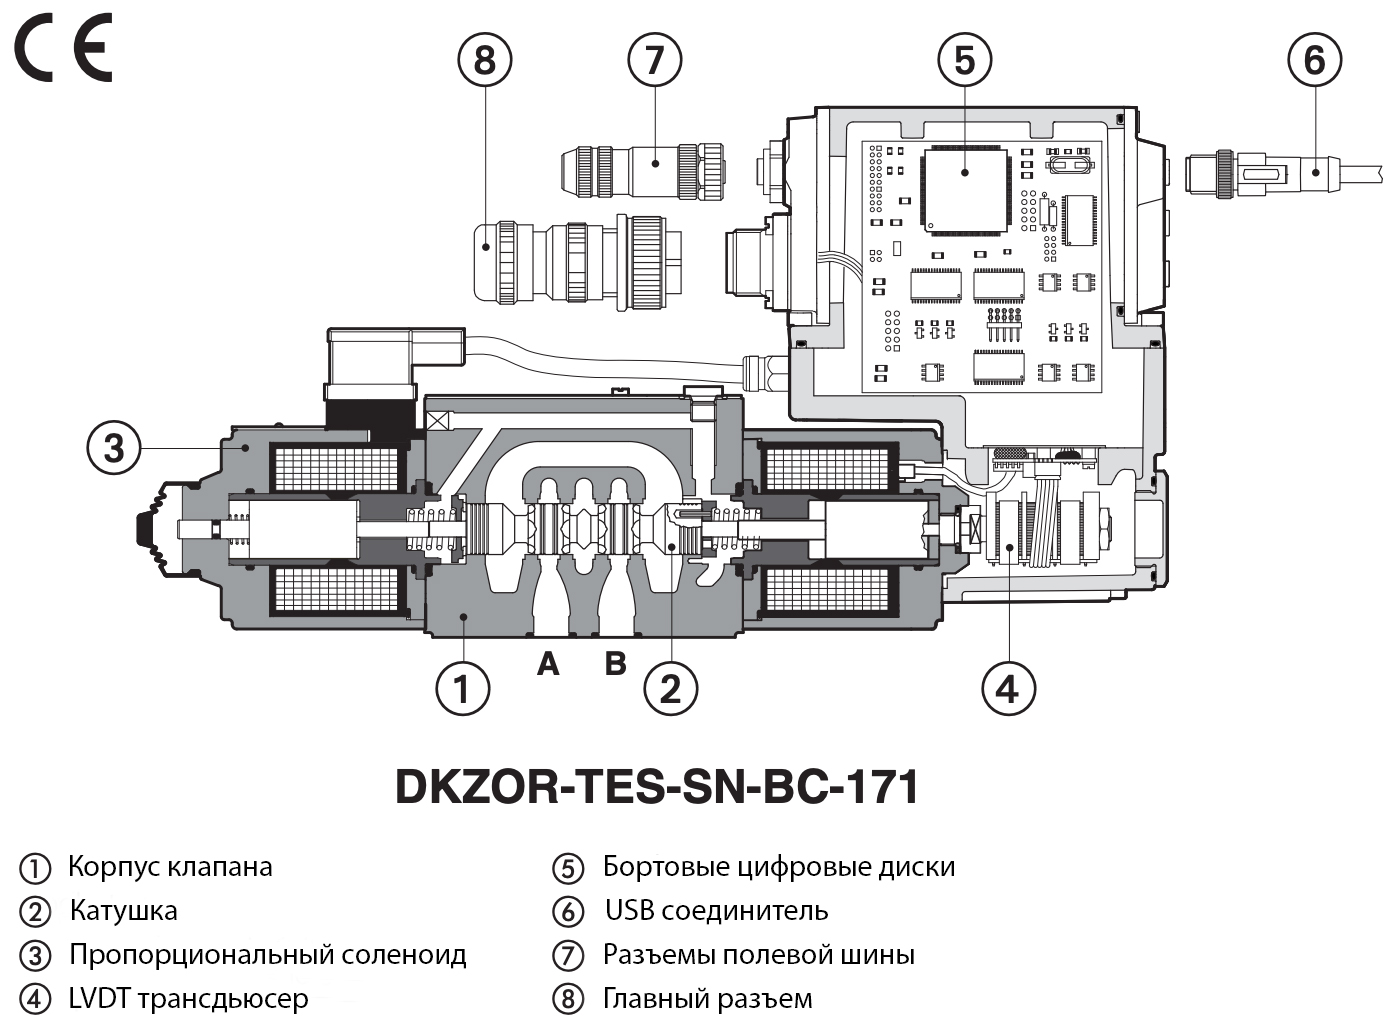 CE
8 7 5 6
3
A B
1 2 4
DKZOR-TES-SN-BC-171
1 Корпус клапана
2 Катушка
3 Пропорциональный соленоид
4 LVDT трансдьюсер
5 Бортовые цифровые диски
6 USB соединитель
7 Разъемы полевой шины
8 Главный разъем